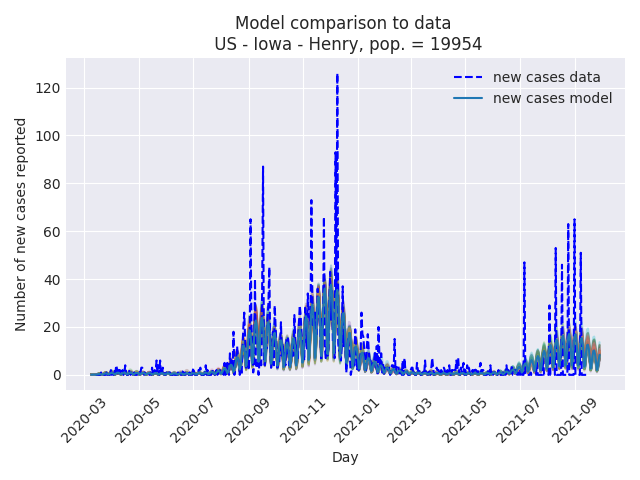 Model comparison to data
US - Iowa - Henry, pop. = 19954
new cases data
new cases model
Number of new cases reported
120
100
80
60
40
20
0
2020-03
2020-05
2020-07
2020-09
2020-11
2021-01
2021-03
2021-05
2021-07
2021-09
Day